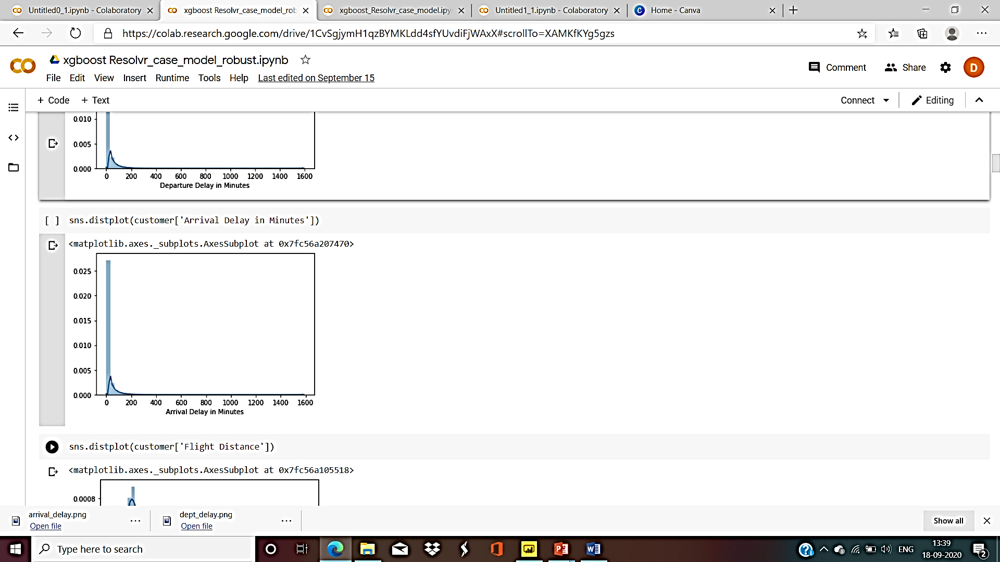 Untitled0_1.ipynb - Colaboratory
xgboost Resolvr_case_model_rob
xgboost_Resolvr_case_model.ipy
Untitled1_1.ipynb - Colaboratory
Home - Canva
https://colab.research.google.com/drive/1CvSgjymH1qzBYMKLdd4sfYUvdiFjWAxX#scrollTo=XAMKfKYg5gzs
xgboost Resolvr_case_model_robust.ipynb
Comment
Share
D
File Edit View Insert Runtime Tools Help Last edited on September 15
+ Code + Text
Connect
Editing
0.010
0.005
0.000
0 200 400 600 800 1000 1200 1400 1600
Departure Delay in Minutes
[ ] sns.distplot(customer['Arrival Delay in Minutes'])
<matplotlib.axes._subplots.AxesSubplot at 0x7fc56a207470>
0.025
0.020
0.015
0.010
0.005
0.000
0 200 400 600 800 1000 1200 1400 1600
Arrival Delay in Minutes
sns.distplot(customer['Flight Distance'])
<matplotlib.axes._subplots.AxesSubplot at 0x7fc56a105518>
0.0008
arrival_delay.png
Open file
dept_delay.png
Open file
Show all
Type here to search
ENG
13:39
18-09-2020
2